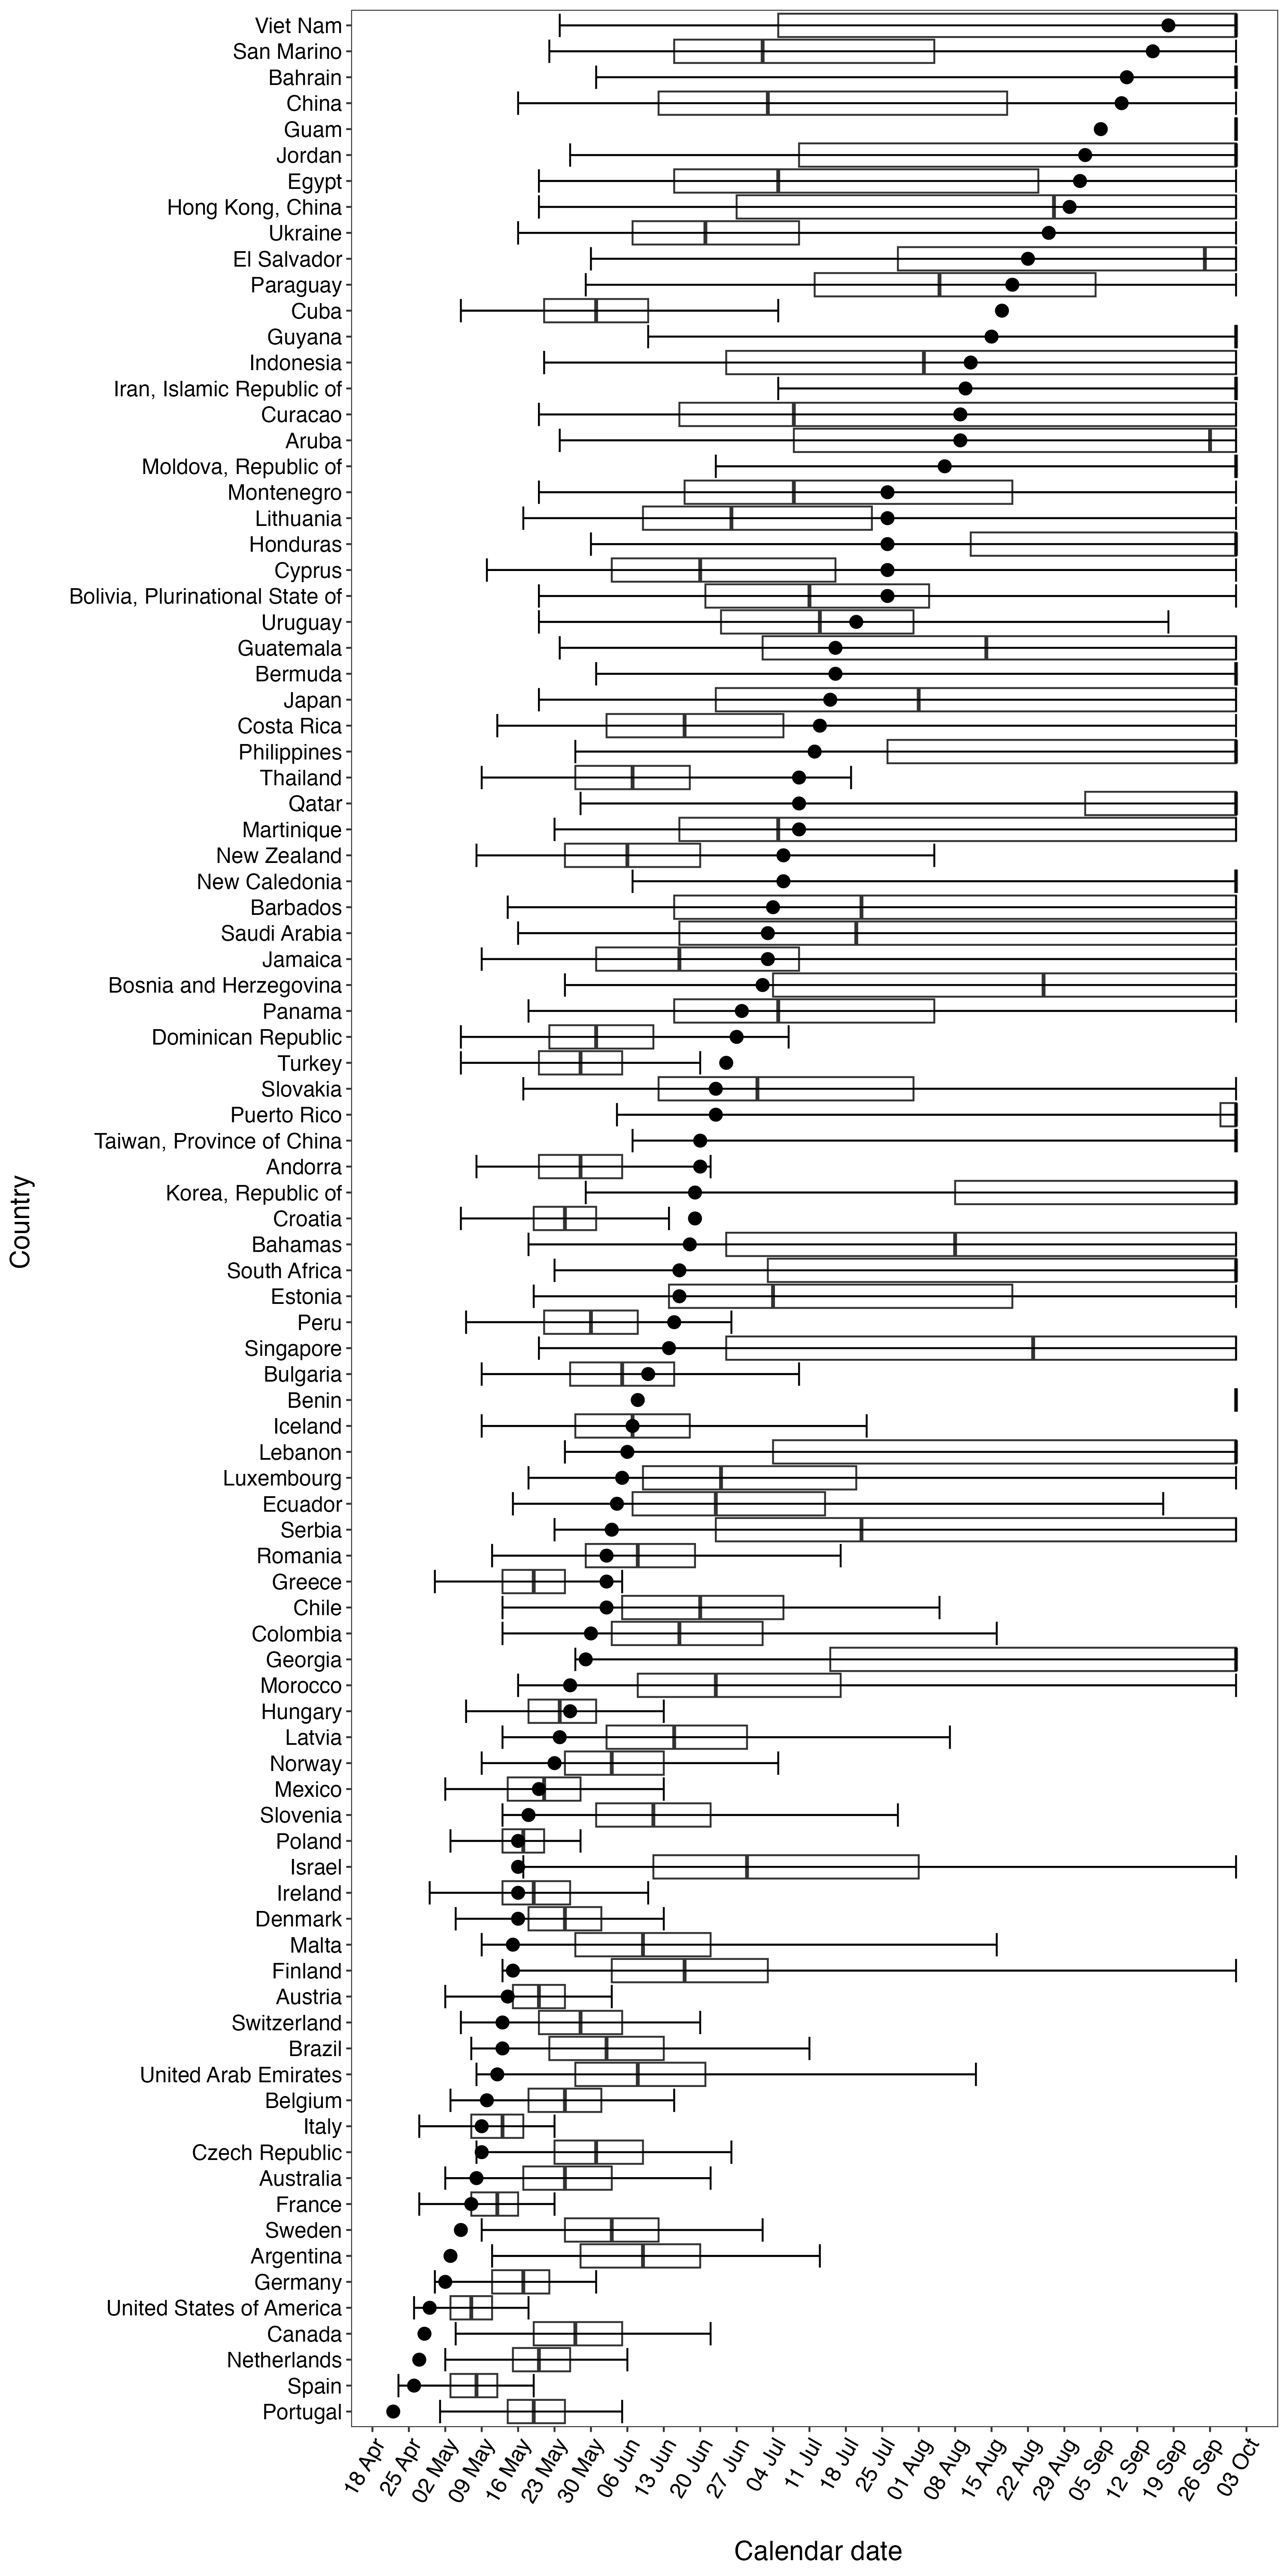 Viet Nam
San Marino
Bahrain
China
Guam
Jordan
Egypt
Hong Kong, China
Ukraine
El Salvador
Paraguay
Cuba
Guyana
Indonesia
Iran, Islamic Republic of
Curacao
Aruba
Moldova, Republic of
Montenegro
Lithuania
Honduras
Cyprus
Bolivia, Plurinational State of
Uruguay
Guatemala
Bermuda
Japan
Costa Rica
Philippines
Thailand
Qatar
Martinique
New Zealand
New Caledonia
Barbados
Saudi Arabia
Jamaica
Bosnia and Herzegovina
Panama
Dominican Republic
Turkey
Slovakia
Puerto Rico
Taiwan, Province of China
Andorra
Korea, Republic of
Croatia
Bahamas
South Africa
Estonia
Peru
Singapore
Bulgaria
Benin
Iceland
Lebanon
Luxembourg
Ecuador
Serbia
Romania
Greece
Chile
Colombia
Georgia
Morocco
Hungary
Latvia
Norway
Mexico
Slovenia
Poland
Israel
Ireland
Denmark
Malta
Finland
Austria
Switzerland
Brazil
United Arab Emirates
Belgium
Italy
Czech Republic
Australia
France
Sweden
Argentina
Germany
United States of America
Canada
Netherlands
Spain
Portugal
Country
18 Apr
25 Apr
02 May
09 May
16 May
23 May
30 May
06 Jun
13 Jun
20 Jun
27 Jun
04 Jul
11 Jul
18 Jul
25 Jul
01 Aug
08 Aug
15 Aug
22 Aug
29 Aug
05 Sep
12 Sep
19 Sep
26 Sep
03 Oct
Calendar date